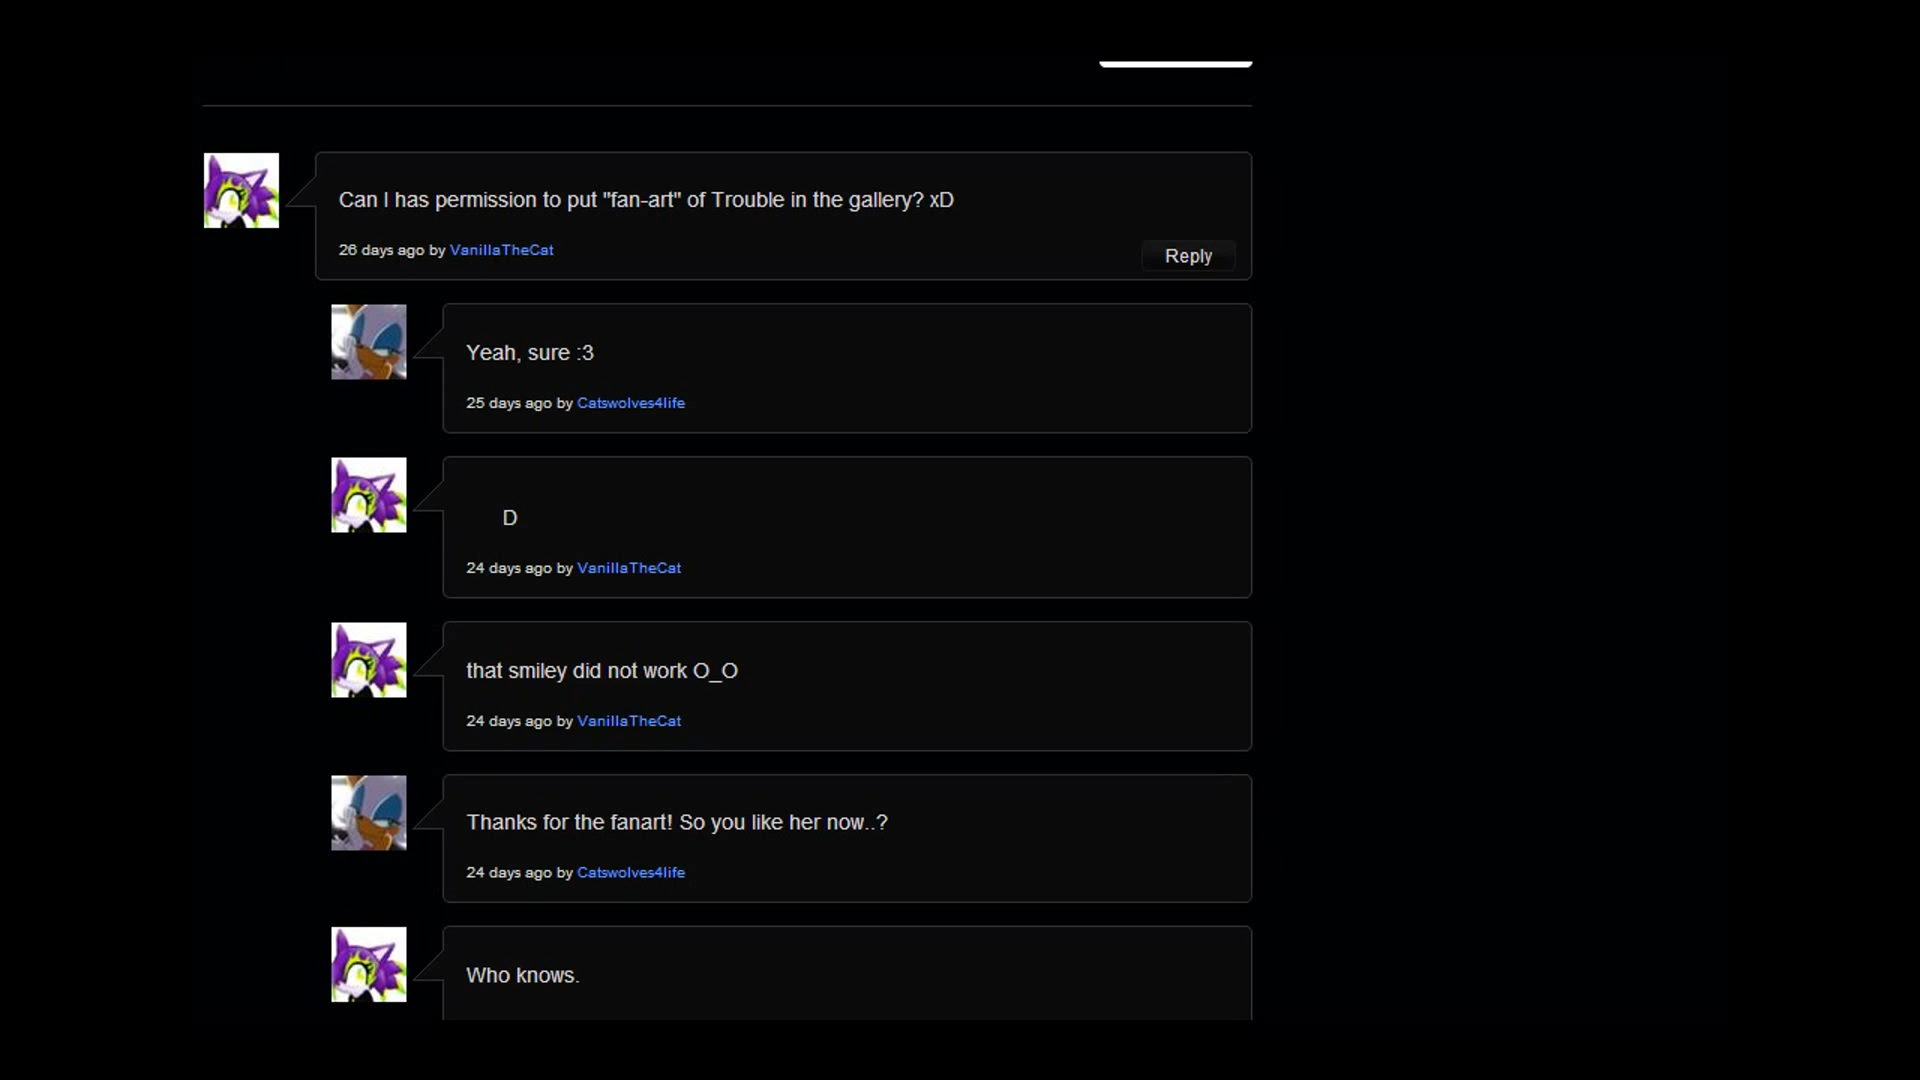 Can I has permission to put "fan-art" of Trouble in the gallery? xD
26 days ago by VanillaTheCat
Reply
Yeah, sure :3
25 days ago by Catswolves4life
D
24 days ago by VanillaTheCat
that smiley did not work O_O
24 days ago by VanillaTheCat
Thanks for the fanart! So you like her now..?
24 days ago by Catswolves4life
Who knows.